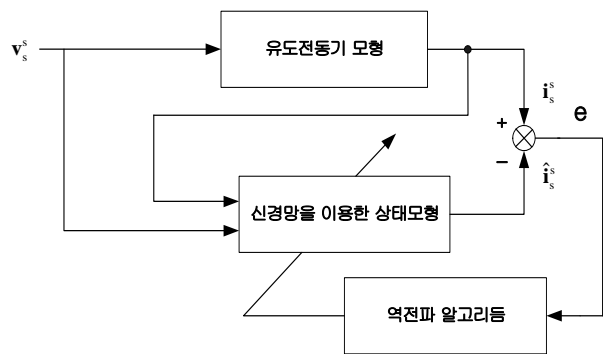 유도전동기 모형
v_s^s
i_s^s
e
+
−
î_s^s
신경망을 이용한 상태모형
역전파 알고리듬